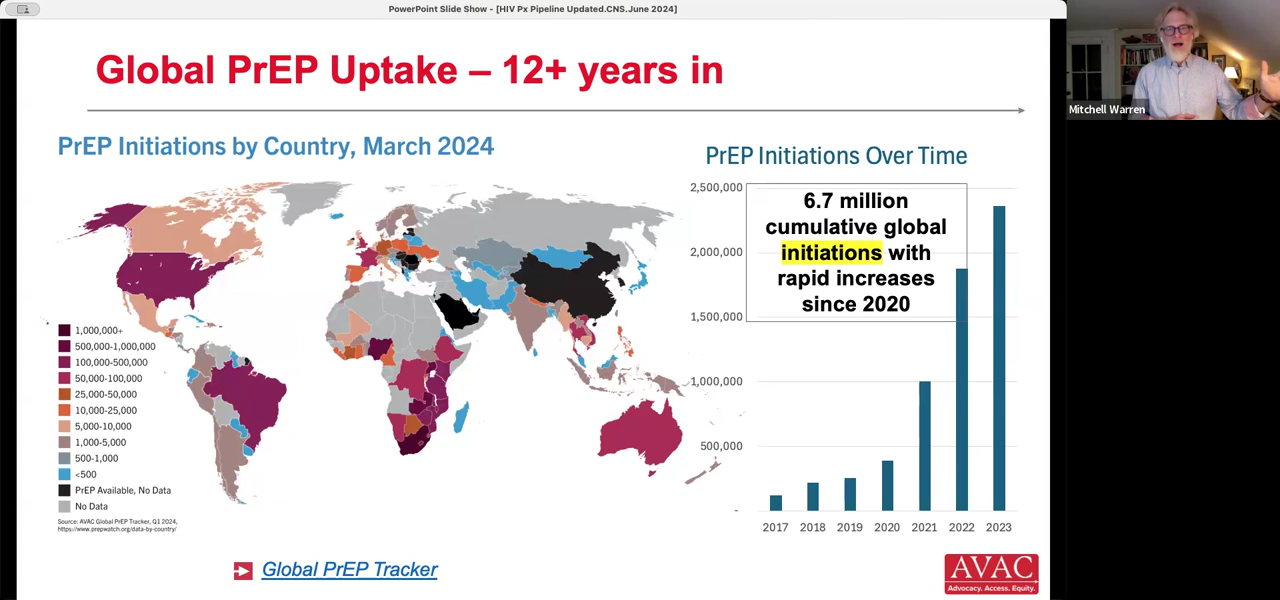 PowerPoint Slide Show - [HIV Px Pipeline Updated.CNS.June 2024]
Global PrEP Uptake – 12+ years in
PrEP Initiations by Country, March 2024
1,000,000+
500,000-1,000,000
100,000-500,000
50,000-100,000
25,000-50,000
10,000-25,000
5,000-10,000
1,000-5,000
500-1,000
<500
PrEP Available, No Data
No Data
Source: AVAC Global PrEP Tracker, Q1 2024,
https://www.prepwatch.org/data-by-country/
Global PrEP Tracker
PrEP Initiations Over Time
2,500,000
2,000,000
1,500,000
1,000,000
500,000
-
6.7 million
cumulative global
initiations with
rapid increases
since 2020
2017 2018 2019 2020 2021 2022 2023
AVAC
Advocacy. Access. Equity.
Mitchell Warren